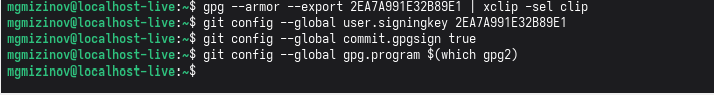 mgmizinov@localhost-live:~$ gpg --armor --export 2EA7A991E32B89E1 | xclip -sel clip
mgmizinov@localhost-live:~$ git config --global user.signingkey 2EA7A991E32B89E1
mgmizinov@localhost-live:~$ git config --global commit.gpgsign true
mgmizinov@localhost-live:~$ git config --global gpg.program $(which gpg2)
mgmizinov@localhost-live:~$